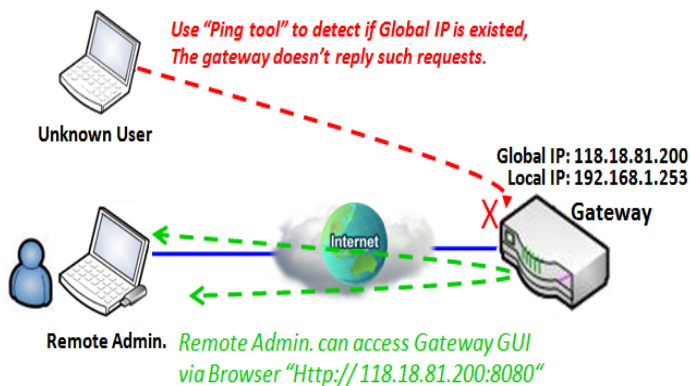 Use “Ping tool” to detect if Global IP is existed,
The gateway doesn’t reply such requests.
Unknown User
Global IP: 118.18.81.200
Local IP: 192.168.1.253
X
Gateway
Internet
Remote Admin.
Remote Admin. can access Gateway GUI
via Browser “Http:// 118.18.81.200:8080“